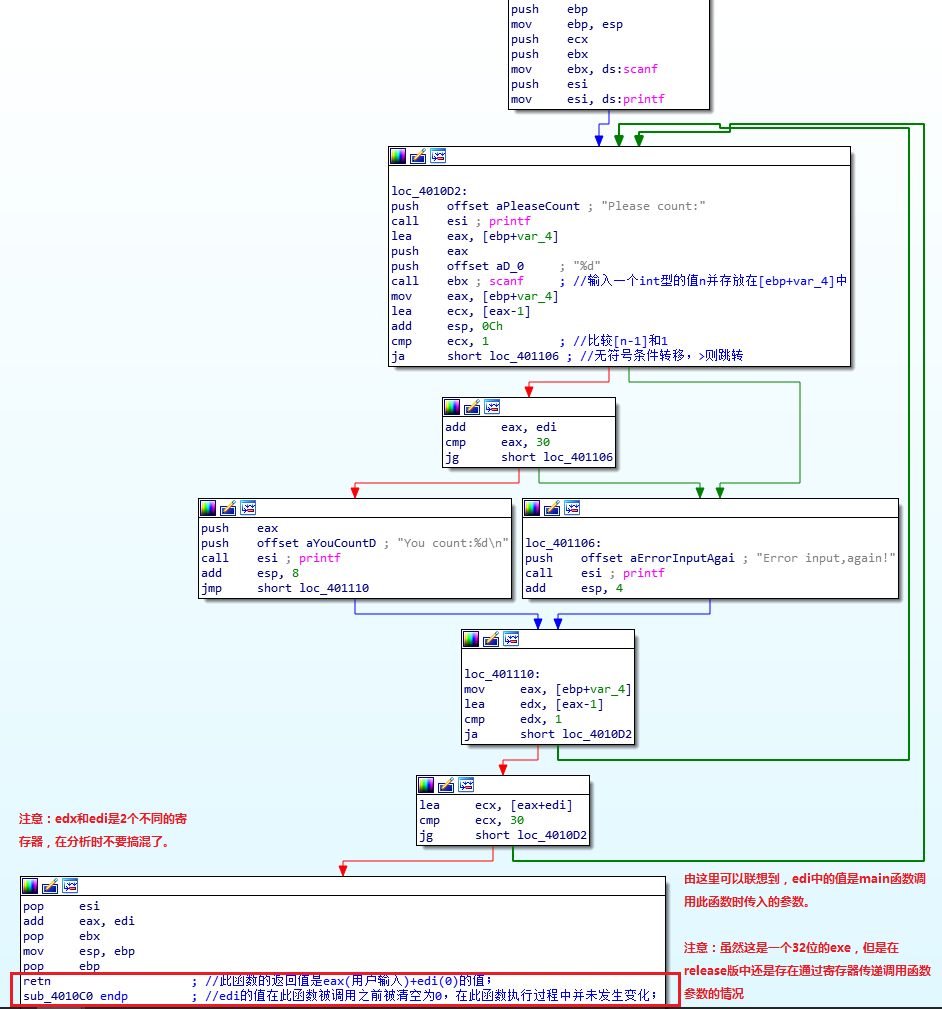 push    ebp
mov     ebp, esp
push    ecx
push    ebx
mov     ebx, ds:scanf
push    esi
mov     esi, ds:printf
loc_4010D2:
push    offset aPleaseCount ; "Please count:"
call    esi ; printf
lea     eax, [ebp+var_4]
push    eax
push    offset aD_0     ; "%d"
call    ebx ; scanf     ; //输入一个int型的值n并存放在[ebp+var_4]中
mov     eax, [ebp+var_4]
lea     ecx, [eax-1]
add     esp, 0Ch
cmp     ecx, 1          ; //比较[n-1]和1
ja      short loc_401106 ; //无符号条件转移，>则跳转
add     eax, edi
cmp     eax, 30
jg      short loc_401106
push    eax
push    offset aYouCountD ; "You count:%d\n"
call    esi ; printf
add     esp, 8
jmp     short loc_401110
loc_401106:
push    offset aErrorInputAgai ; "Error input,again!"
call    esi ; printf
add     esp, 4
loc_401110:
mov     eax, [ebp+var_4]
lea     edx, [eax-1]
cmp     edx, 1
ja      short loc_4010D2
lea     ecx, [eax+edi]
cmp     ecx, 30
jg      short loc_4010D2
注意：edx和edi是2个不同的寄
存器，在分析时不要搞混了。
pop     esi
add     eax, edi
pop     ebx
mov     esp, ebp
pop     ebp
retn                    ; //此函数的返回值是eax(用户输入)+edi(0)的值；
sub_4010C0 endp         ; //edi的值在此函数被调用之前被清空为0，在此函数执行过程中并未发生变化；
由这里可以联想到，edi中的值是main函数调
用此函数时传入的参数。
注意：虽然这是一个32位的exe，但是在
release版中还是存在通过寄存器传递调用函数
参数的情况